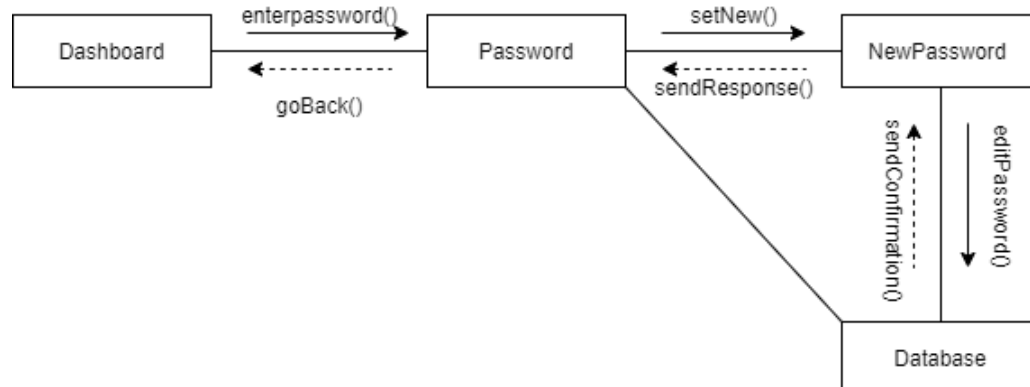 enterpassword()
setNew()
Dashboard
Password
NewPassword
goBack()
sendResponse()
sendConfirmation()
editPassword()
Database